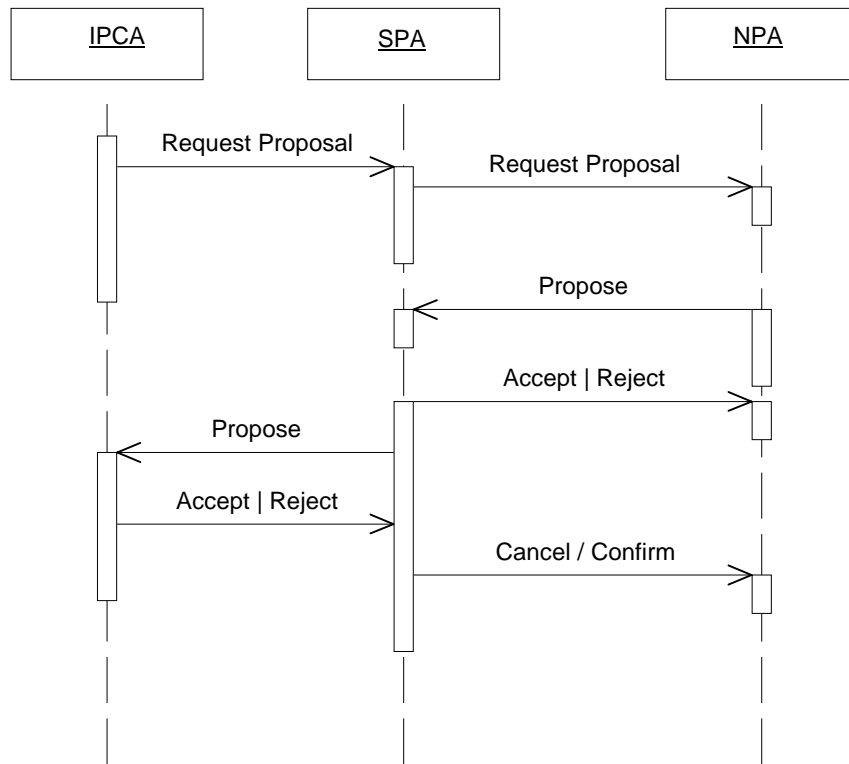 IPCA
SPA
NPA
Request Proposal
Request Proposal
Propose
Accept | Reject
Propose
Accept | Reject
Cancel / Confirm